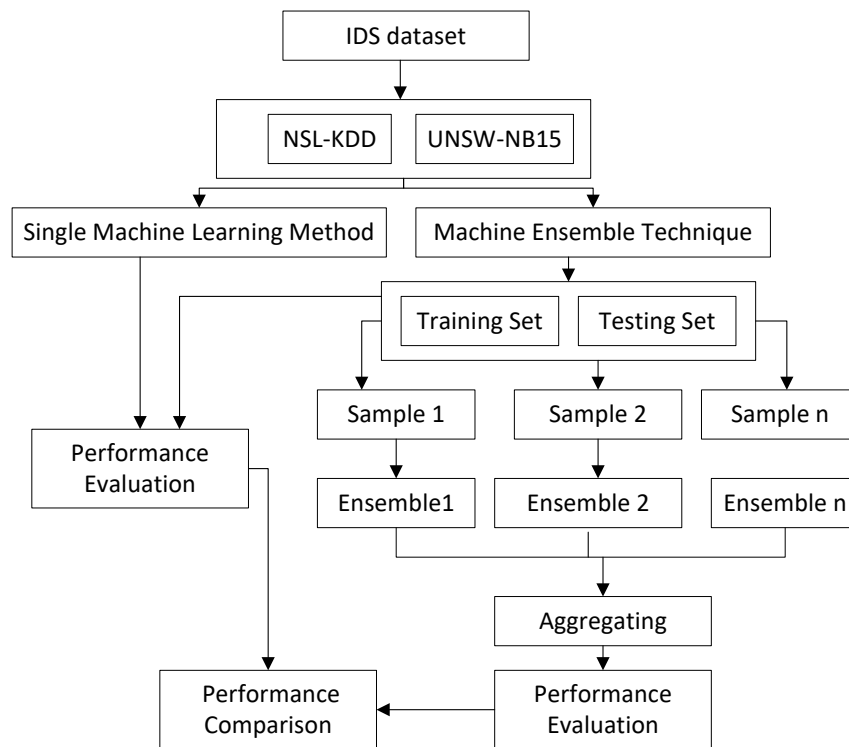 IDS dataset
NSL-KDD
UNSW-NB15
Single Machine Learning Method
Machine Ensemble Technique
Training Set
Testing Set
Sample 1
Sample 2
Sample n
Performance
Evaluation
Ensemble1
Ensemble 2
Ensemble n
Aggregating
Performance
Comparison
Performance
Evaluation